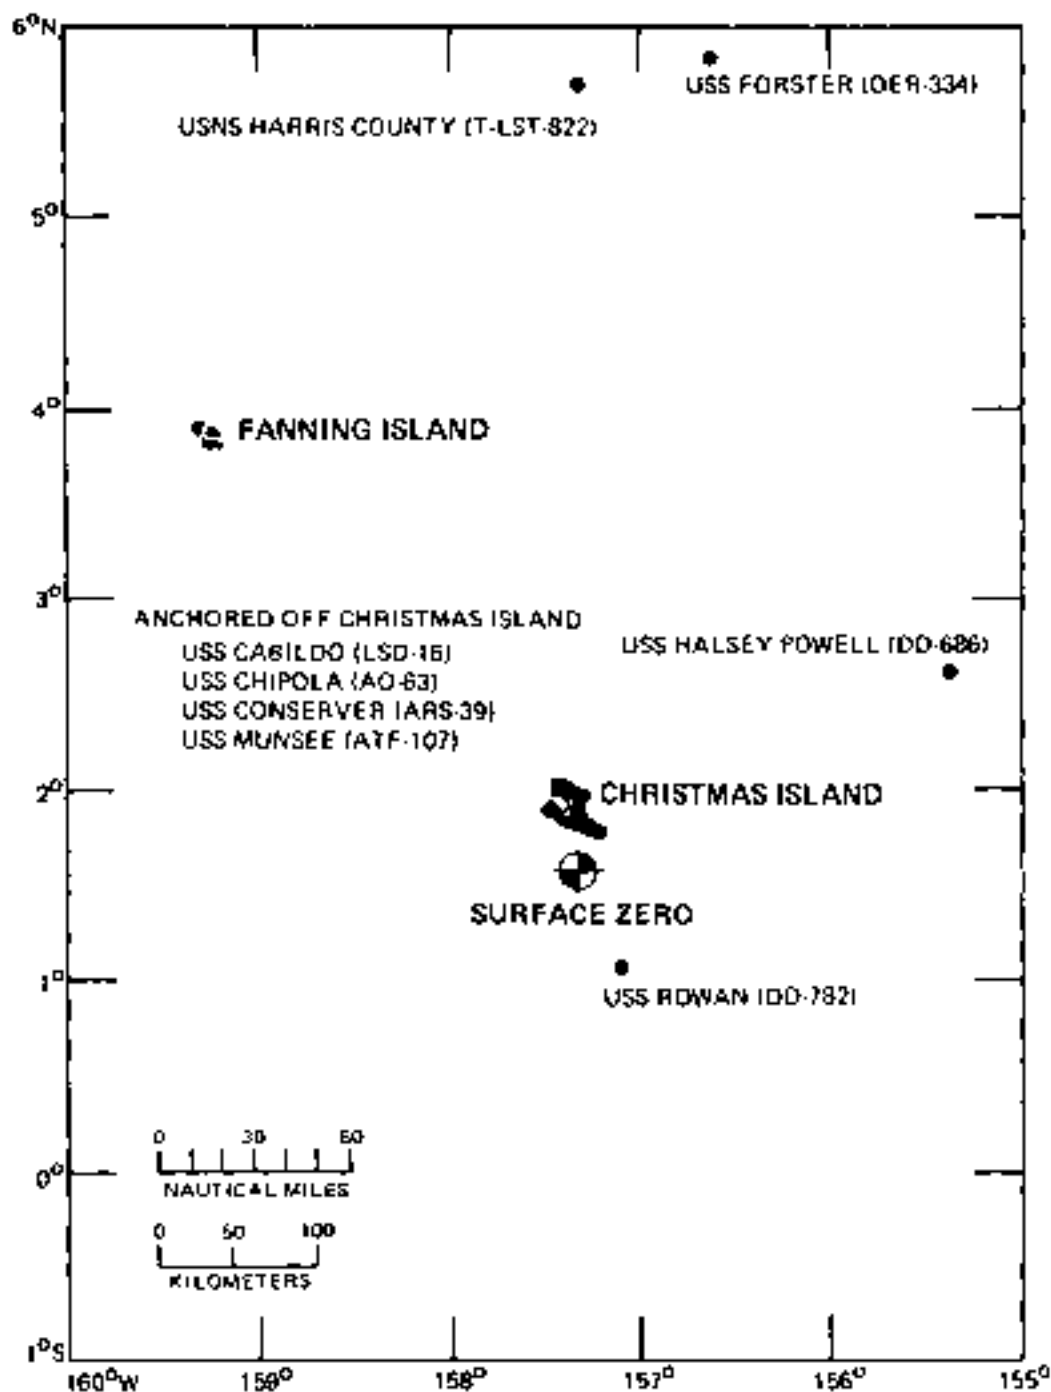 6°N
USS FORSTER (DER-334)
USNS HARRIS COUNTY (T-LST-822)
5°
4°
FANNING ISLAND
3°
ANCHORED OFF CHRISTMAS ISLAND
USS CABILDO (LSD-16)
USS CHIPOLA (AO-63)
USS CONSERVER (ARS-39)
USS MUNSEE (ATF-107)
USS HALSEY POWELL (DD-686)
2°
CHRISTMAS ISLAND
SURFACE ZERO
1°
USS ROWAN (DD-782)
0 30 60
NAUTICAL MILES
0°
0 50 100
KILOMETERS
1°S
160°W 159° 158° 157° 156° 155°